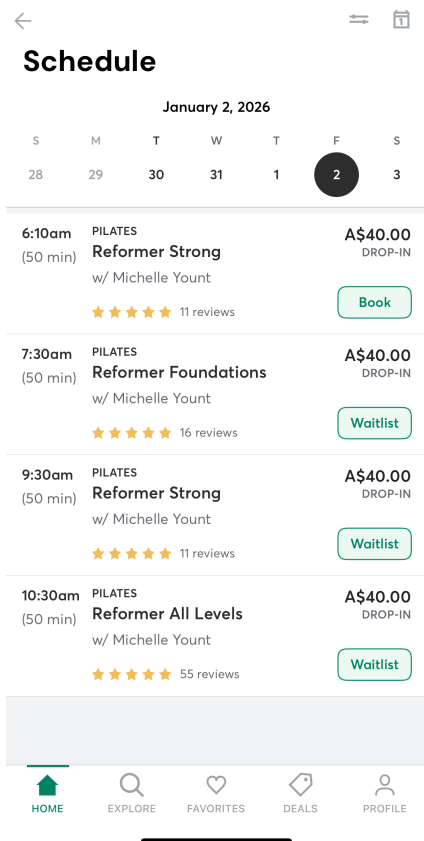 1
Schedule
January 2, 2026
S M T W T F S
28 29 30 31 1 2 3
6:10am PILATES A$40.00
Reformer Strong DROP-IN
(50 min) w/ Michelle Yount
11 reviews Book
7:30am PILATES A$40.00
Reformer Foundations DROP-IN
(50 min) w/ Michelle Yount
16 reviews Waitlist
9:30am PILATES A$40.00
Reformer Strong DROP-IN
(50 min) w/ Michelle Yount
11 reviews Waitlist
10:30am PILATES A$40.00
Reformer All Levels DROP-IN
(50 min) w/ Michelle Yount
55 reviews Waitlist
HOME EXPLORE FAVORITES DEALS PROFILE